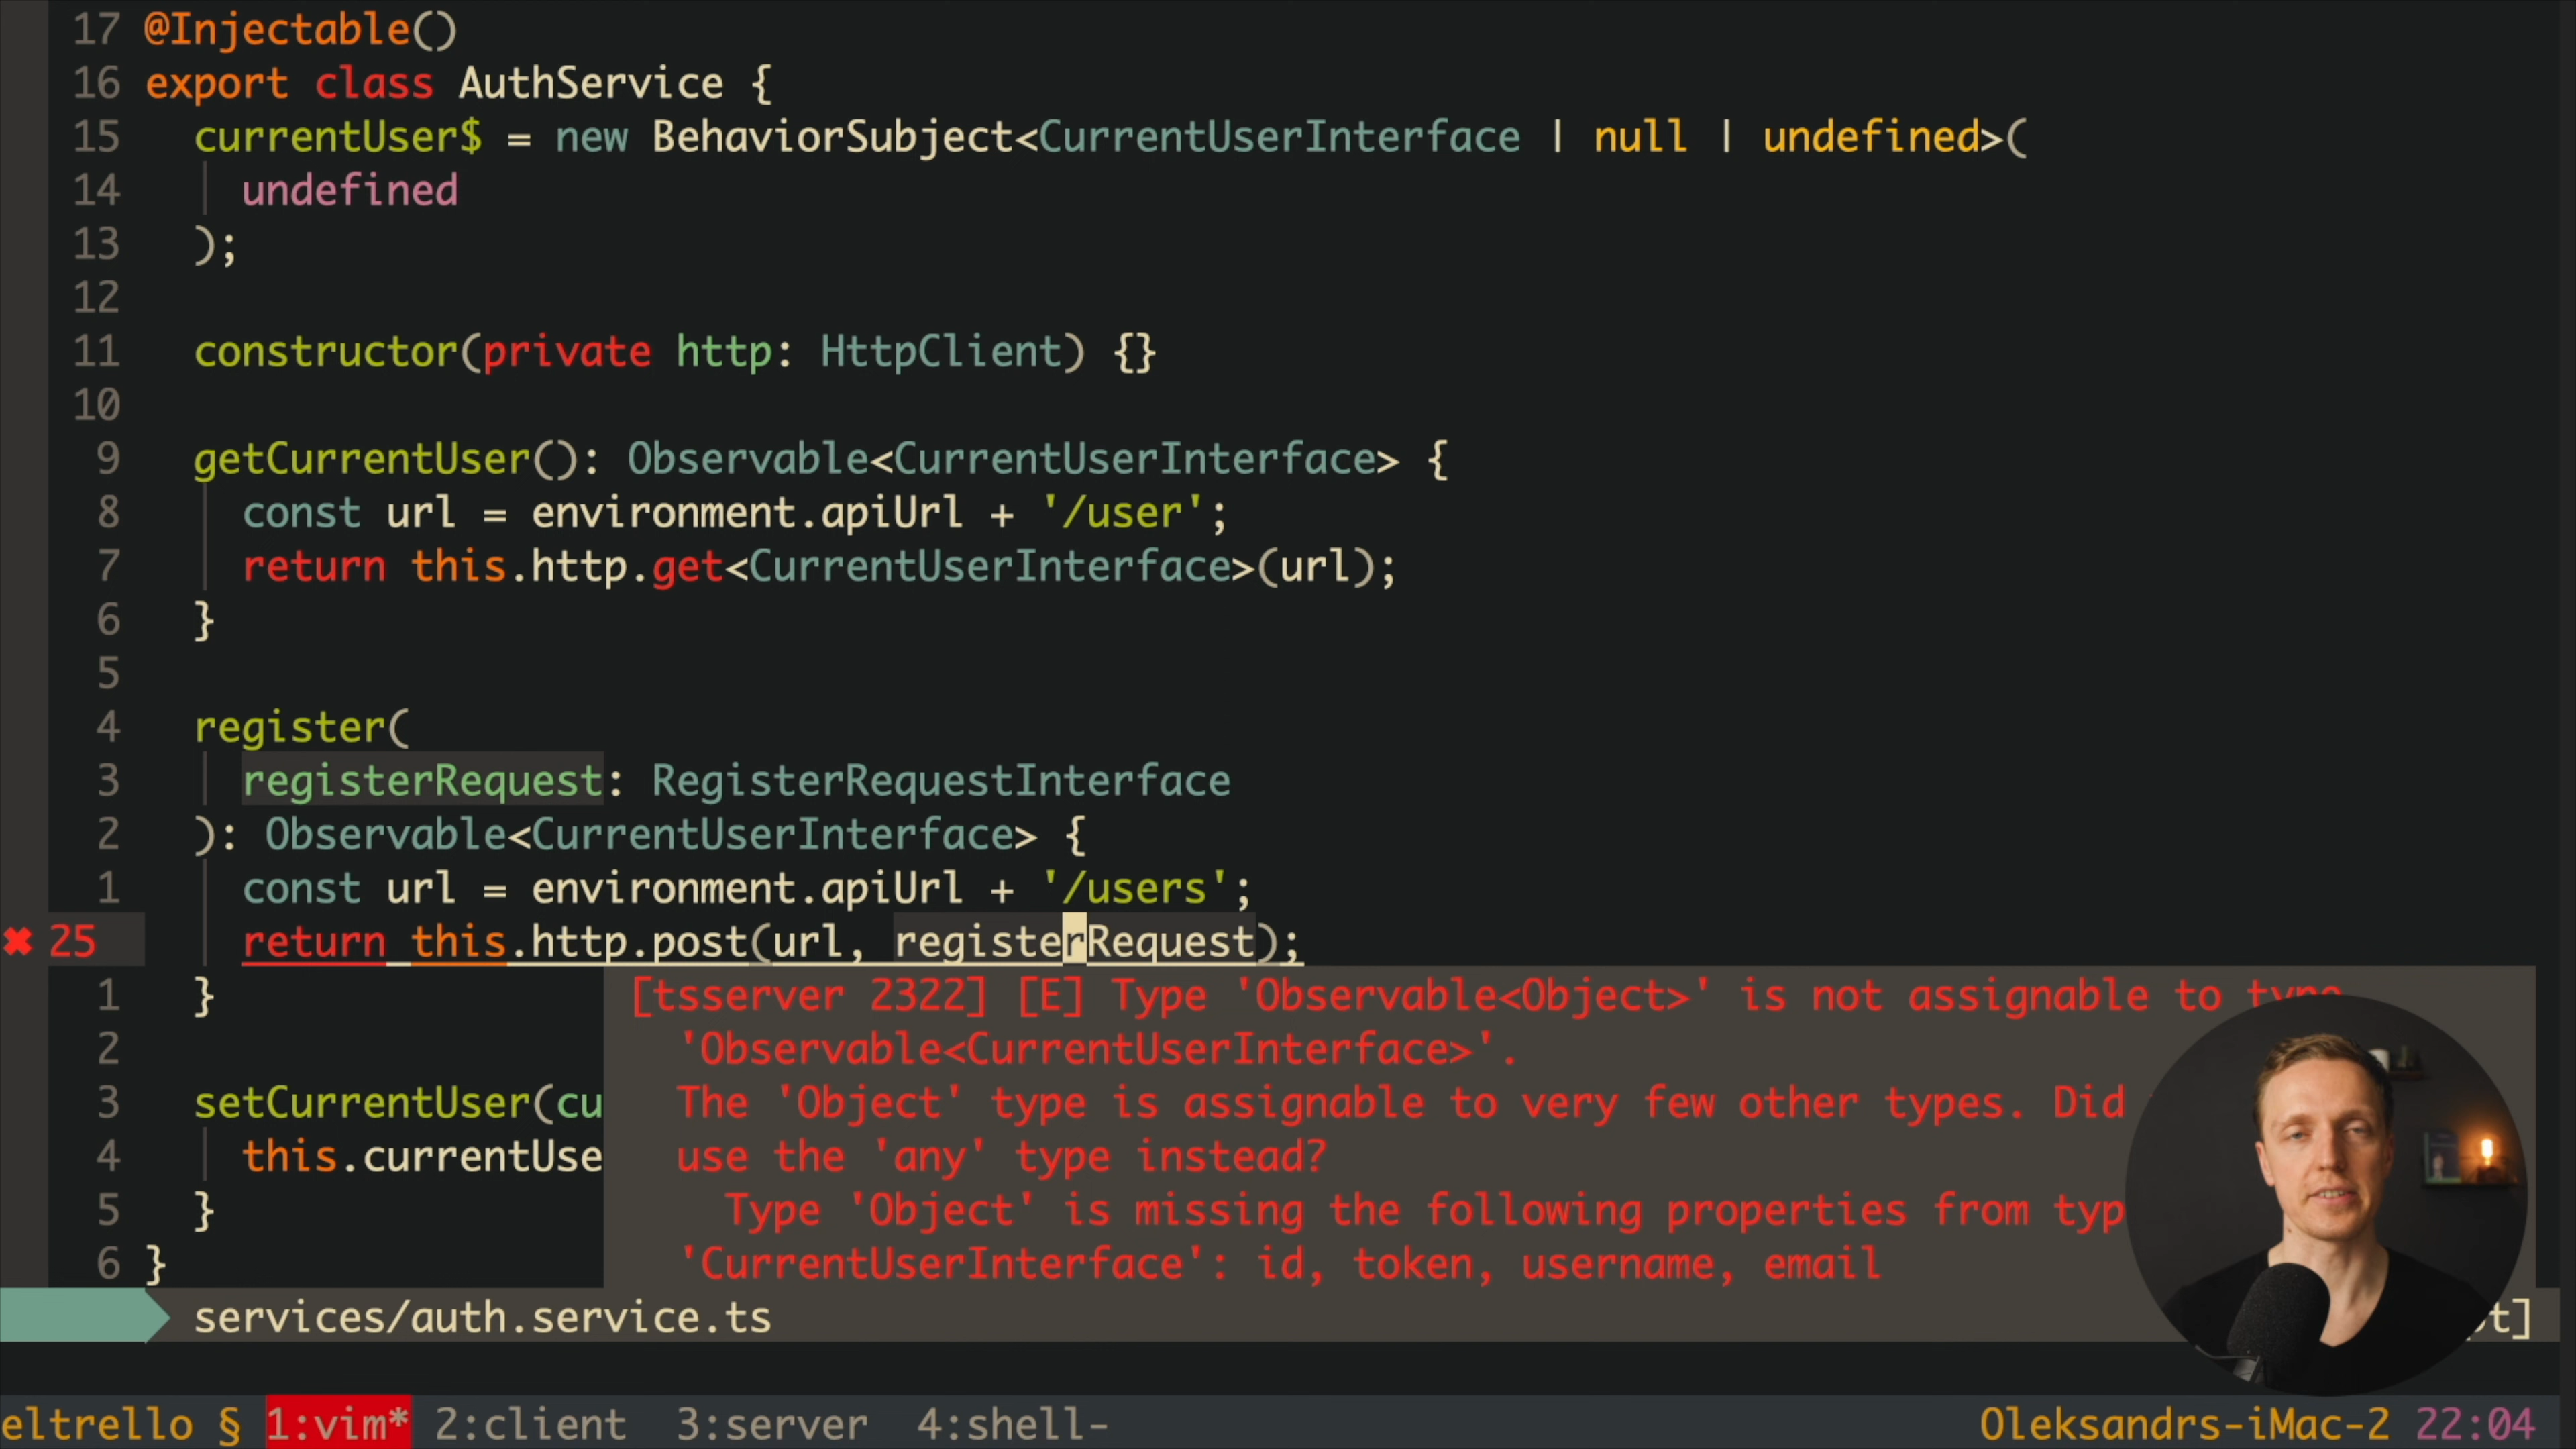 17 @Injectable()
16 export class AuthService {
15 currentUser$ = new BehaviorSubject<CurrentUserInterface | null | undefined>(
14 undefined
13 );
12
11 constructor(private http: HttpClient) {}
10
9 getCurrentUser(): Observable<CurrentUserInterface> {
8 const url = environment.apiUrl + '/user';
7 return this.http.get<CurrentUserInterface>(url);
6 }
5
4 register(
3 registerRequest: RegisterRequestInterface
2 ): Observable<CurrentUserInterface> {
1 const url = environment.apiUrl + '/users';
✖ 25 return this.http.post(url, registerRequest);
1 }
[tsserver 2322] [E] Type 'Observable<Object>' is not assignable to type
2
'Observable<CurrentUserInterface>'.
3 setCurrentUser(cu
The 'Object' type is assignable to very few other types. Did
4 this.currentUse
use the 'any' type instead?
5 }
Type 'Object' is missing the following properties from typ
6 }
'CurrentUserInterface': id, token, username, email
services/auth.service.ts
t]
eltrello § 1:vim* 2:client 3:server 4:shell- Oleksandrs-iMac-2 22:04